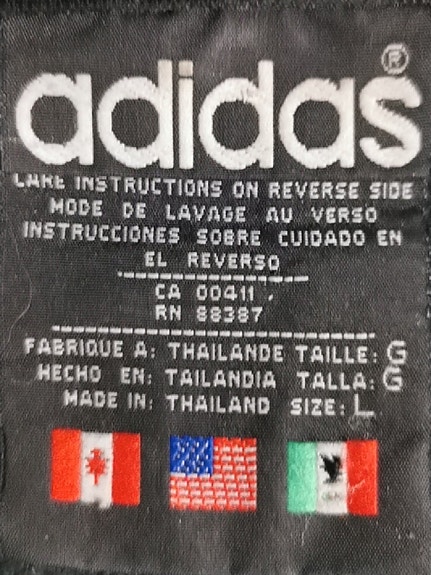 adidas®
CARE INSTRUCTIONS ON REVERSE SIDE
MODE DE LAVAGE AU VERSO
INSTRUCCIONES SOBRE CUIDADO EN
EL REVERSO
CA 00411
RN 88387
FABRIQUE A: THAILANDE TAILLE: G
HECHO EN: TAILANDIA TALLA: G
MADE IN: THAILAND SIZE: L